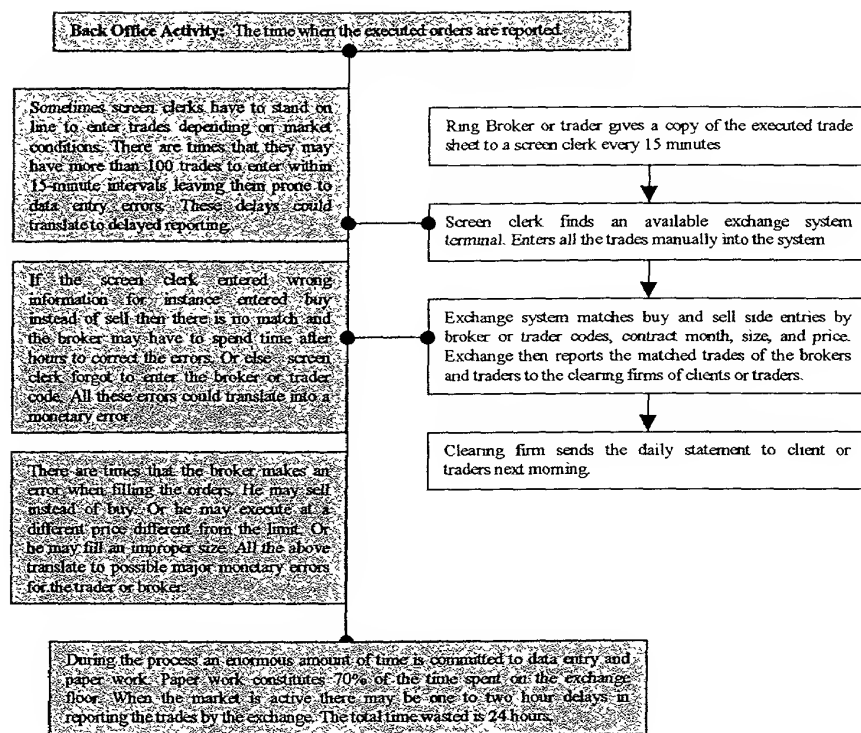 Back Office Activity: The time when the executed orders are reported.
Sometimes screen clerks have to stand on
line to enter trades depending on market
conditions. There are times that they may
have more than 100 trades to enter within
15-minute intervals leaving them prone to
data entry errors. These delays could
translate to delayed reporting.
If the screen clerk entered wrong
information for instance entered buy
instead of sell then there is no match and
the broker may have to spend time after
hours to correct the errors. Or else screen
clerk forgot to enter the broker or trader
code. All these errors could translate into a
monetary error
There are times that the broker makes an
error when filling the orders. He may sell
instead of buy. Or he may execute at a
different price different from the limit. Or
he may fill an improper size. All the above
translate to possible major monetary errors
for the trader or broker
Ring Broker or trader gives a copy of the executed trade
sheet to a screen clerk every 15 minutes
Screen clerk finds an available exchange system
terminal. Enters all the trades manually into the system
Exchange system matches buy and sell side entries by
broker or trader codes, contract month, size, and price.
Exchange then reports the matched trades of the brokers
and traders to the clearing firms of clients or traders.
Clearing firm sends the daily statement to client or
traders next morning.
During the process an enormous amount of time is committed to data entry and
paper work. Paper work constitutes 70% of the time spent on the exchange
floor. When the market is active there may be one to two hour delays in
reporting the trades by the exchange. The total time wasted is 24 hours.